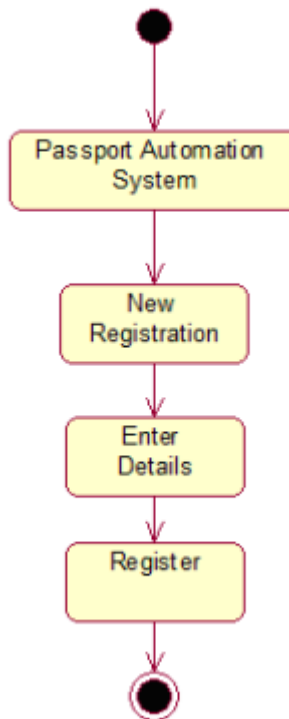 Passport Automation
System
New
Registration
Enter
Details
Register